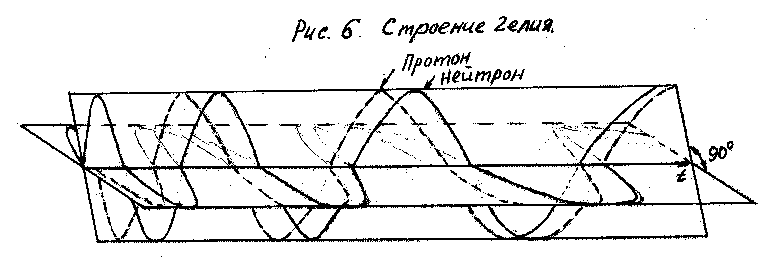 Рис. 6. Строение Гелия.
Протон
Нейтрон
90°
t